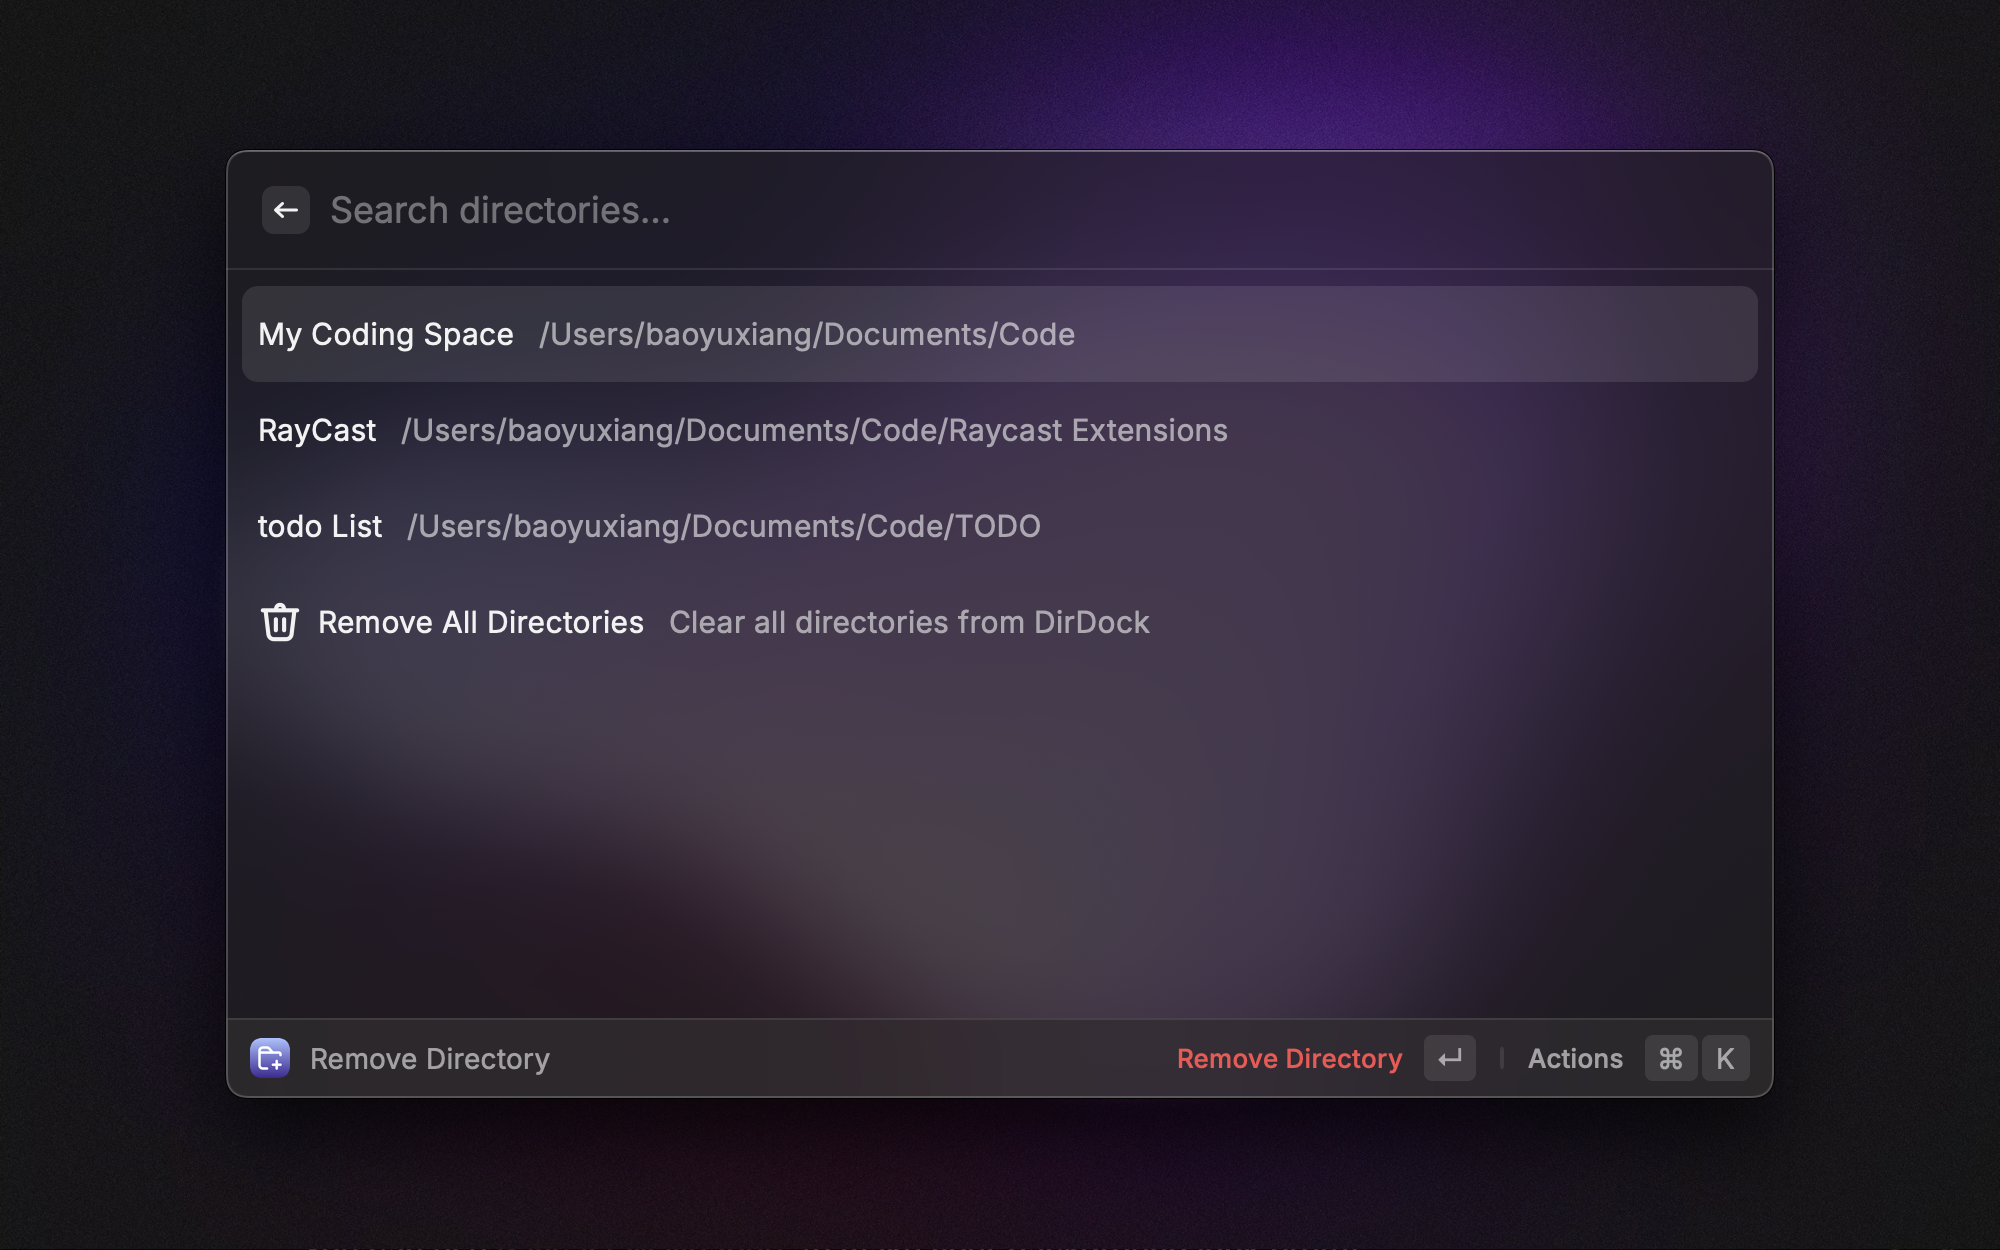 Search directories...
My Coding Space /Users/baoyuxiang/Documents/Code
RayCast /Users/baoyuxiang/Documents/Code/Raycast Extensions
todo List /Users/baoyuxiang/Documents/Code/TODO
Remove All Directories Clear all directories from DirDock
Remove Directory Remove Directory ↵ Actions ⌘ K